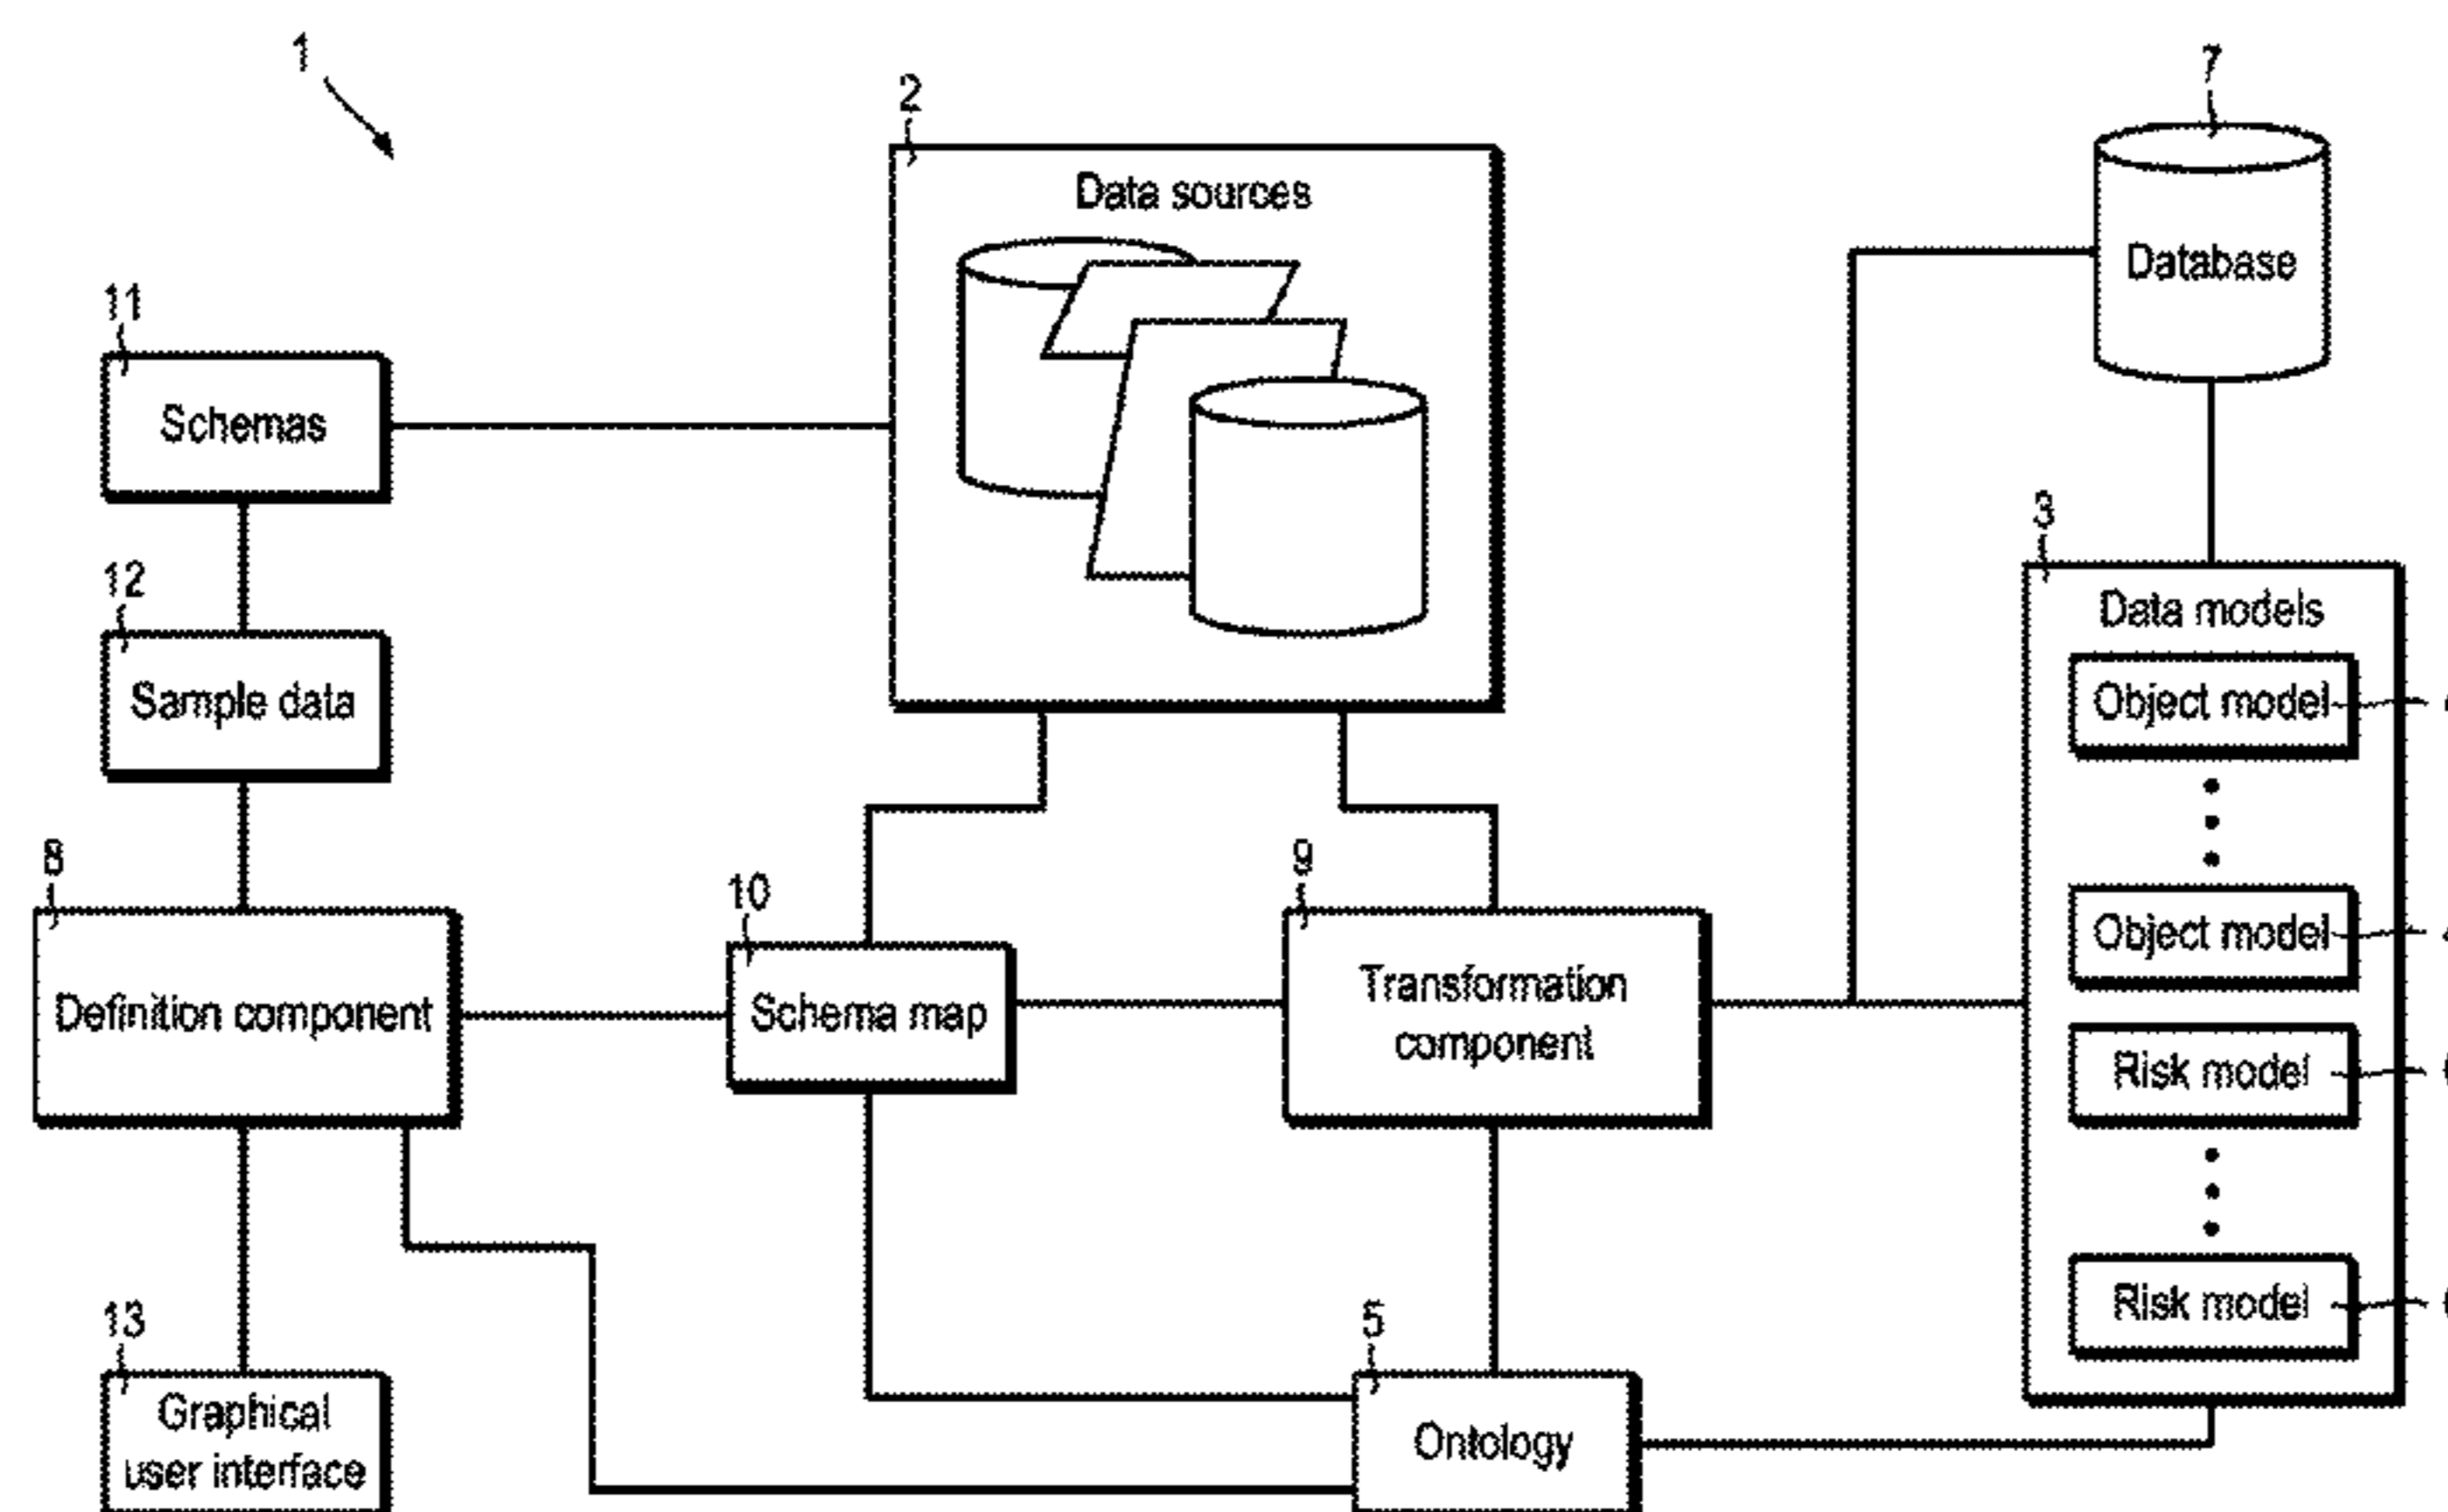 1
2
Data sources
7
Database
11
Schemas
3
Data models
Object model
Object model
Risk model
Risk model
12
Sample data
8
Definition component
10
Schema map
9
Transformation
component
13
Graphical
user interface
5
Ontology